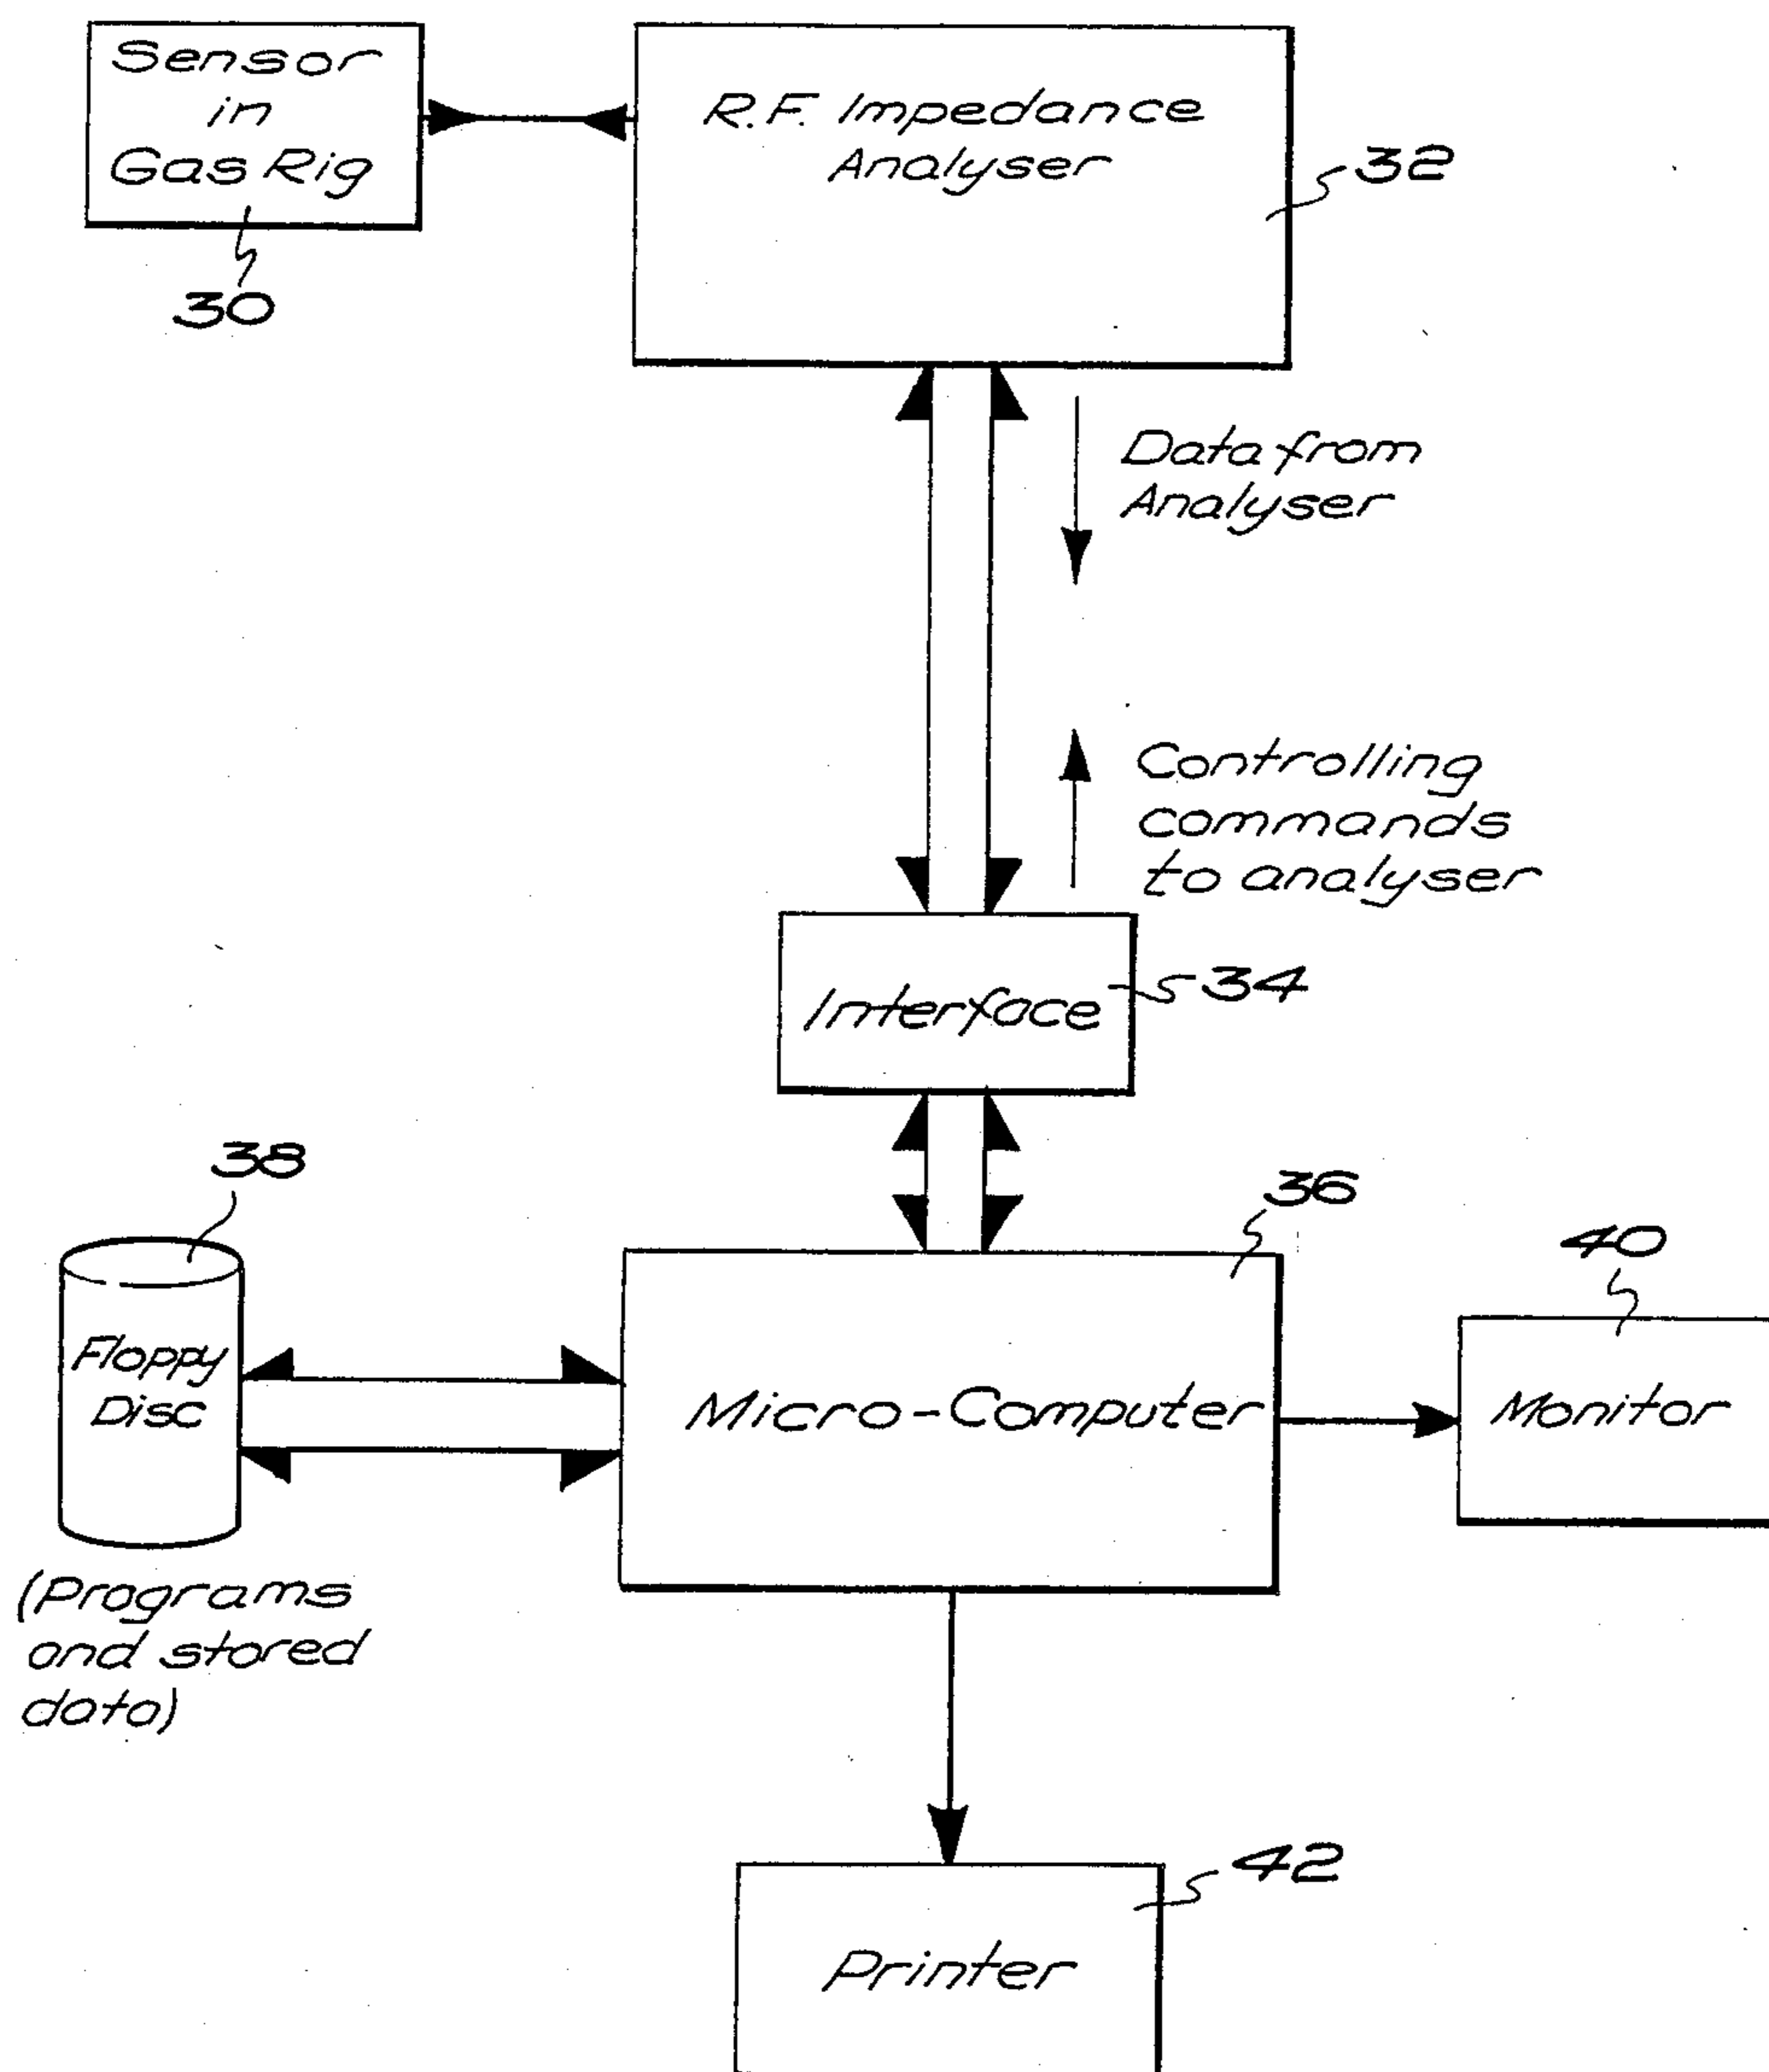 Sensor
in
Gas Rig
30
R.F. Impedance
Analyser
32
Data from
Analyser
Controlling
commands
to analyser
Interface
34
38
Floppy
Disc
(Programs
and stored
data)
36
Micro-Computer
40
Monitor
42
Printer